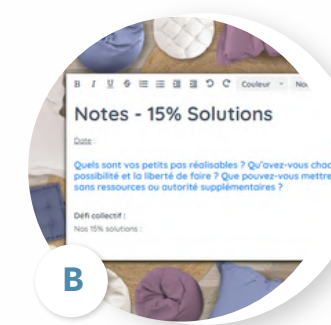 B I U S Couleur No
Notes - 15% Solutions
Date :
Quels sont vos petits pas réalisables ? Qu'avez-vous chac
possibilité et la liberté de faire ? Que pouvez-vous mettre
sans ressources ou autorité supplémentaires ?
Défi collectif :
Nos 15% solutions :
B